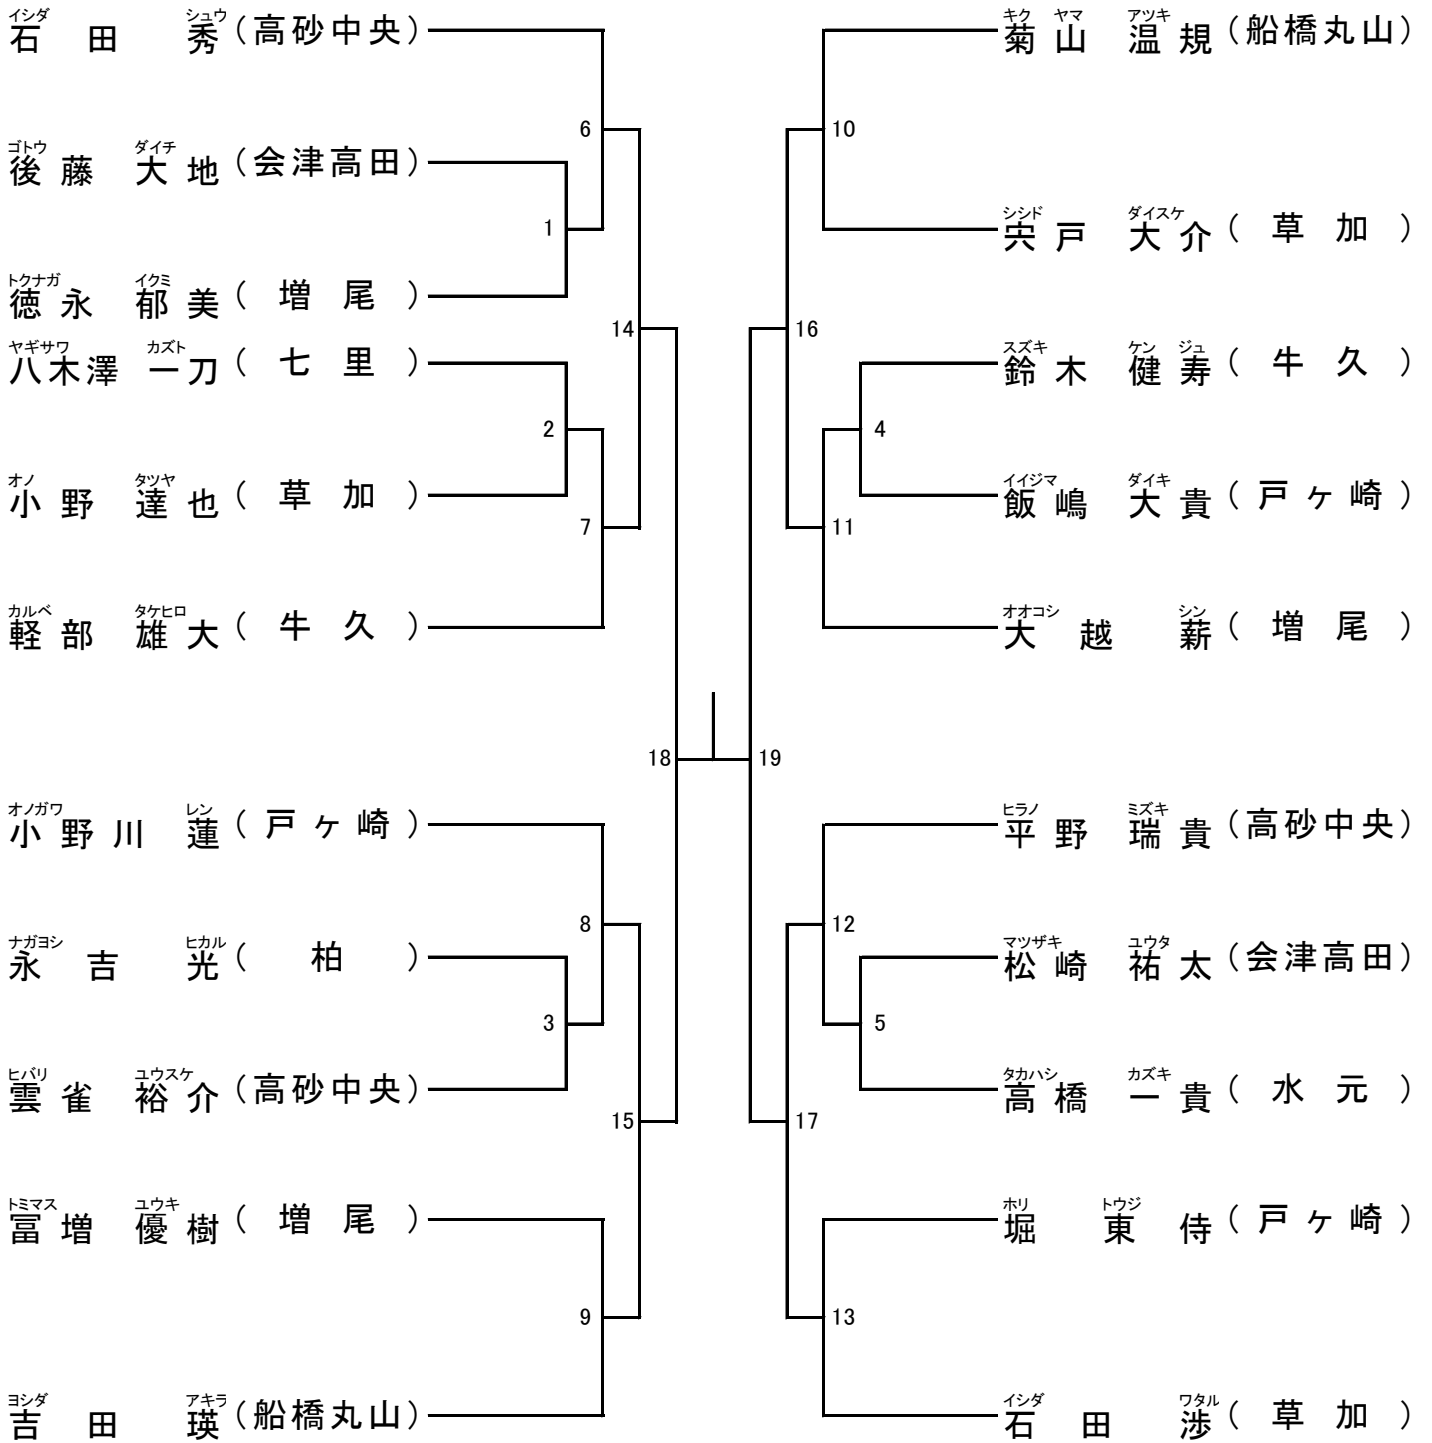 イシダ シュウ
石田 秀 (高砂中央)
6
ゴトウ ダイチ
後藤 大地 (会津高田)
1
トクナガ イクミ
徳永 郁美 (増尾)
14
ヤギサワ カズト
八木澤 一刀 (七里)
2
オノ タツヤ
小野 達也 (草加)
7
カルベ タケヒロ
軽部 雄大 (牛久)
18
オノガワ レン
小野川 蓮 (戸ヶ崎)
8
ナガヨシ ヒカル
永吉 光 (柏)
3
ヒバリ ユウスケ
雲雀 裕介 (高砂中央)
15
トミマス ユウキ
冨増 優樹 (増尾)
9
ヨシダ アキラ
吉田 瑛 (船橋丸山)
キク ヤマ アツキ
菊山 温規 (船橋丸山)
10
シシド ダイスケ
宍戸 大介 (草加)
16
スズキ ケン ジュ
鈴木 健寿 (牛久)
4
イイジマ ダイキ
飯嶋 大貴 (戸ヶ崎)
11
オオコシ シン
大越 薪 (増尾)
19
ヒラノ ミズキ
平野 瑞貴 (高砂中央)
12
マツザキ ユウタ
松崎 祐太 (会津高田)
5
タカハシ カズキ
高橋 一貴 (水元)
17
ホリ トウジ
堀 東侍 (戸ヶ崎)
13
イシダ ワタル
石田 渉 (草加)